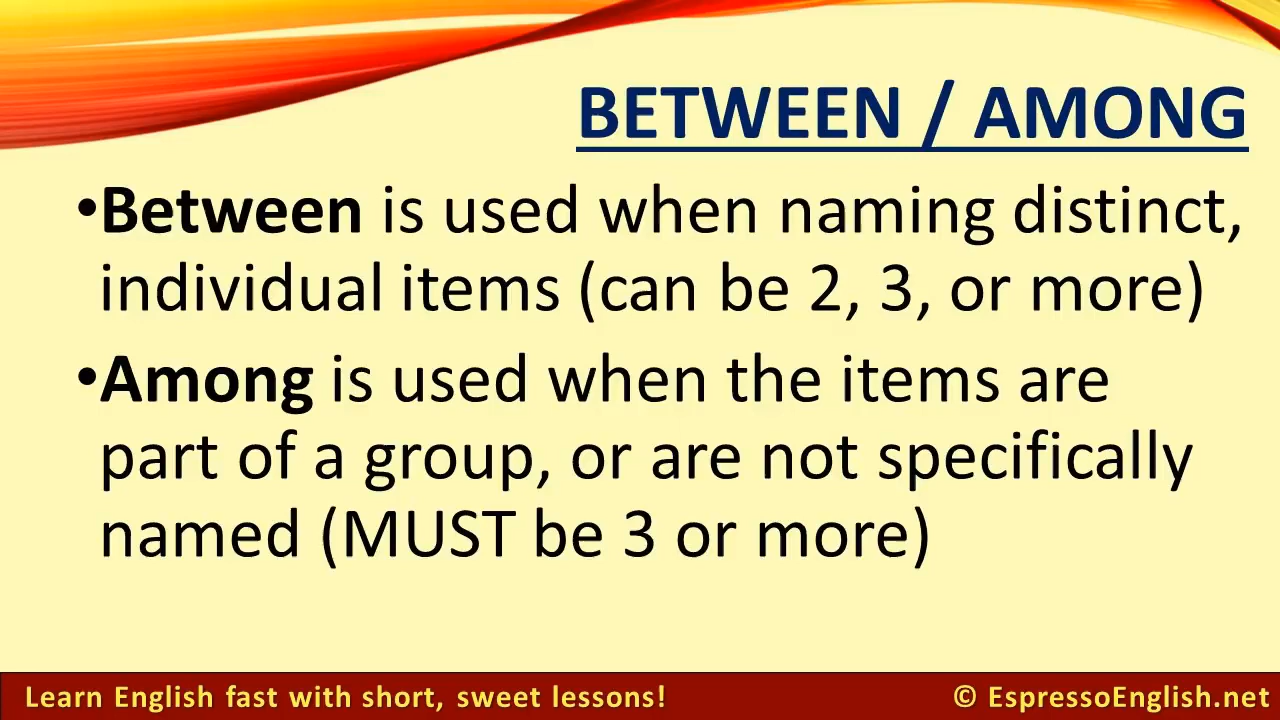 BETWEEN / AMONG
•Between is used when naming distinct,
individual items (can be 2, 3, or more)
•Among is used when the items are
part of a group, or are not specifically
named (MUST be 3 or more)
Learn English fast with short, sweet lessons!
© EspressoEnglish.net